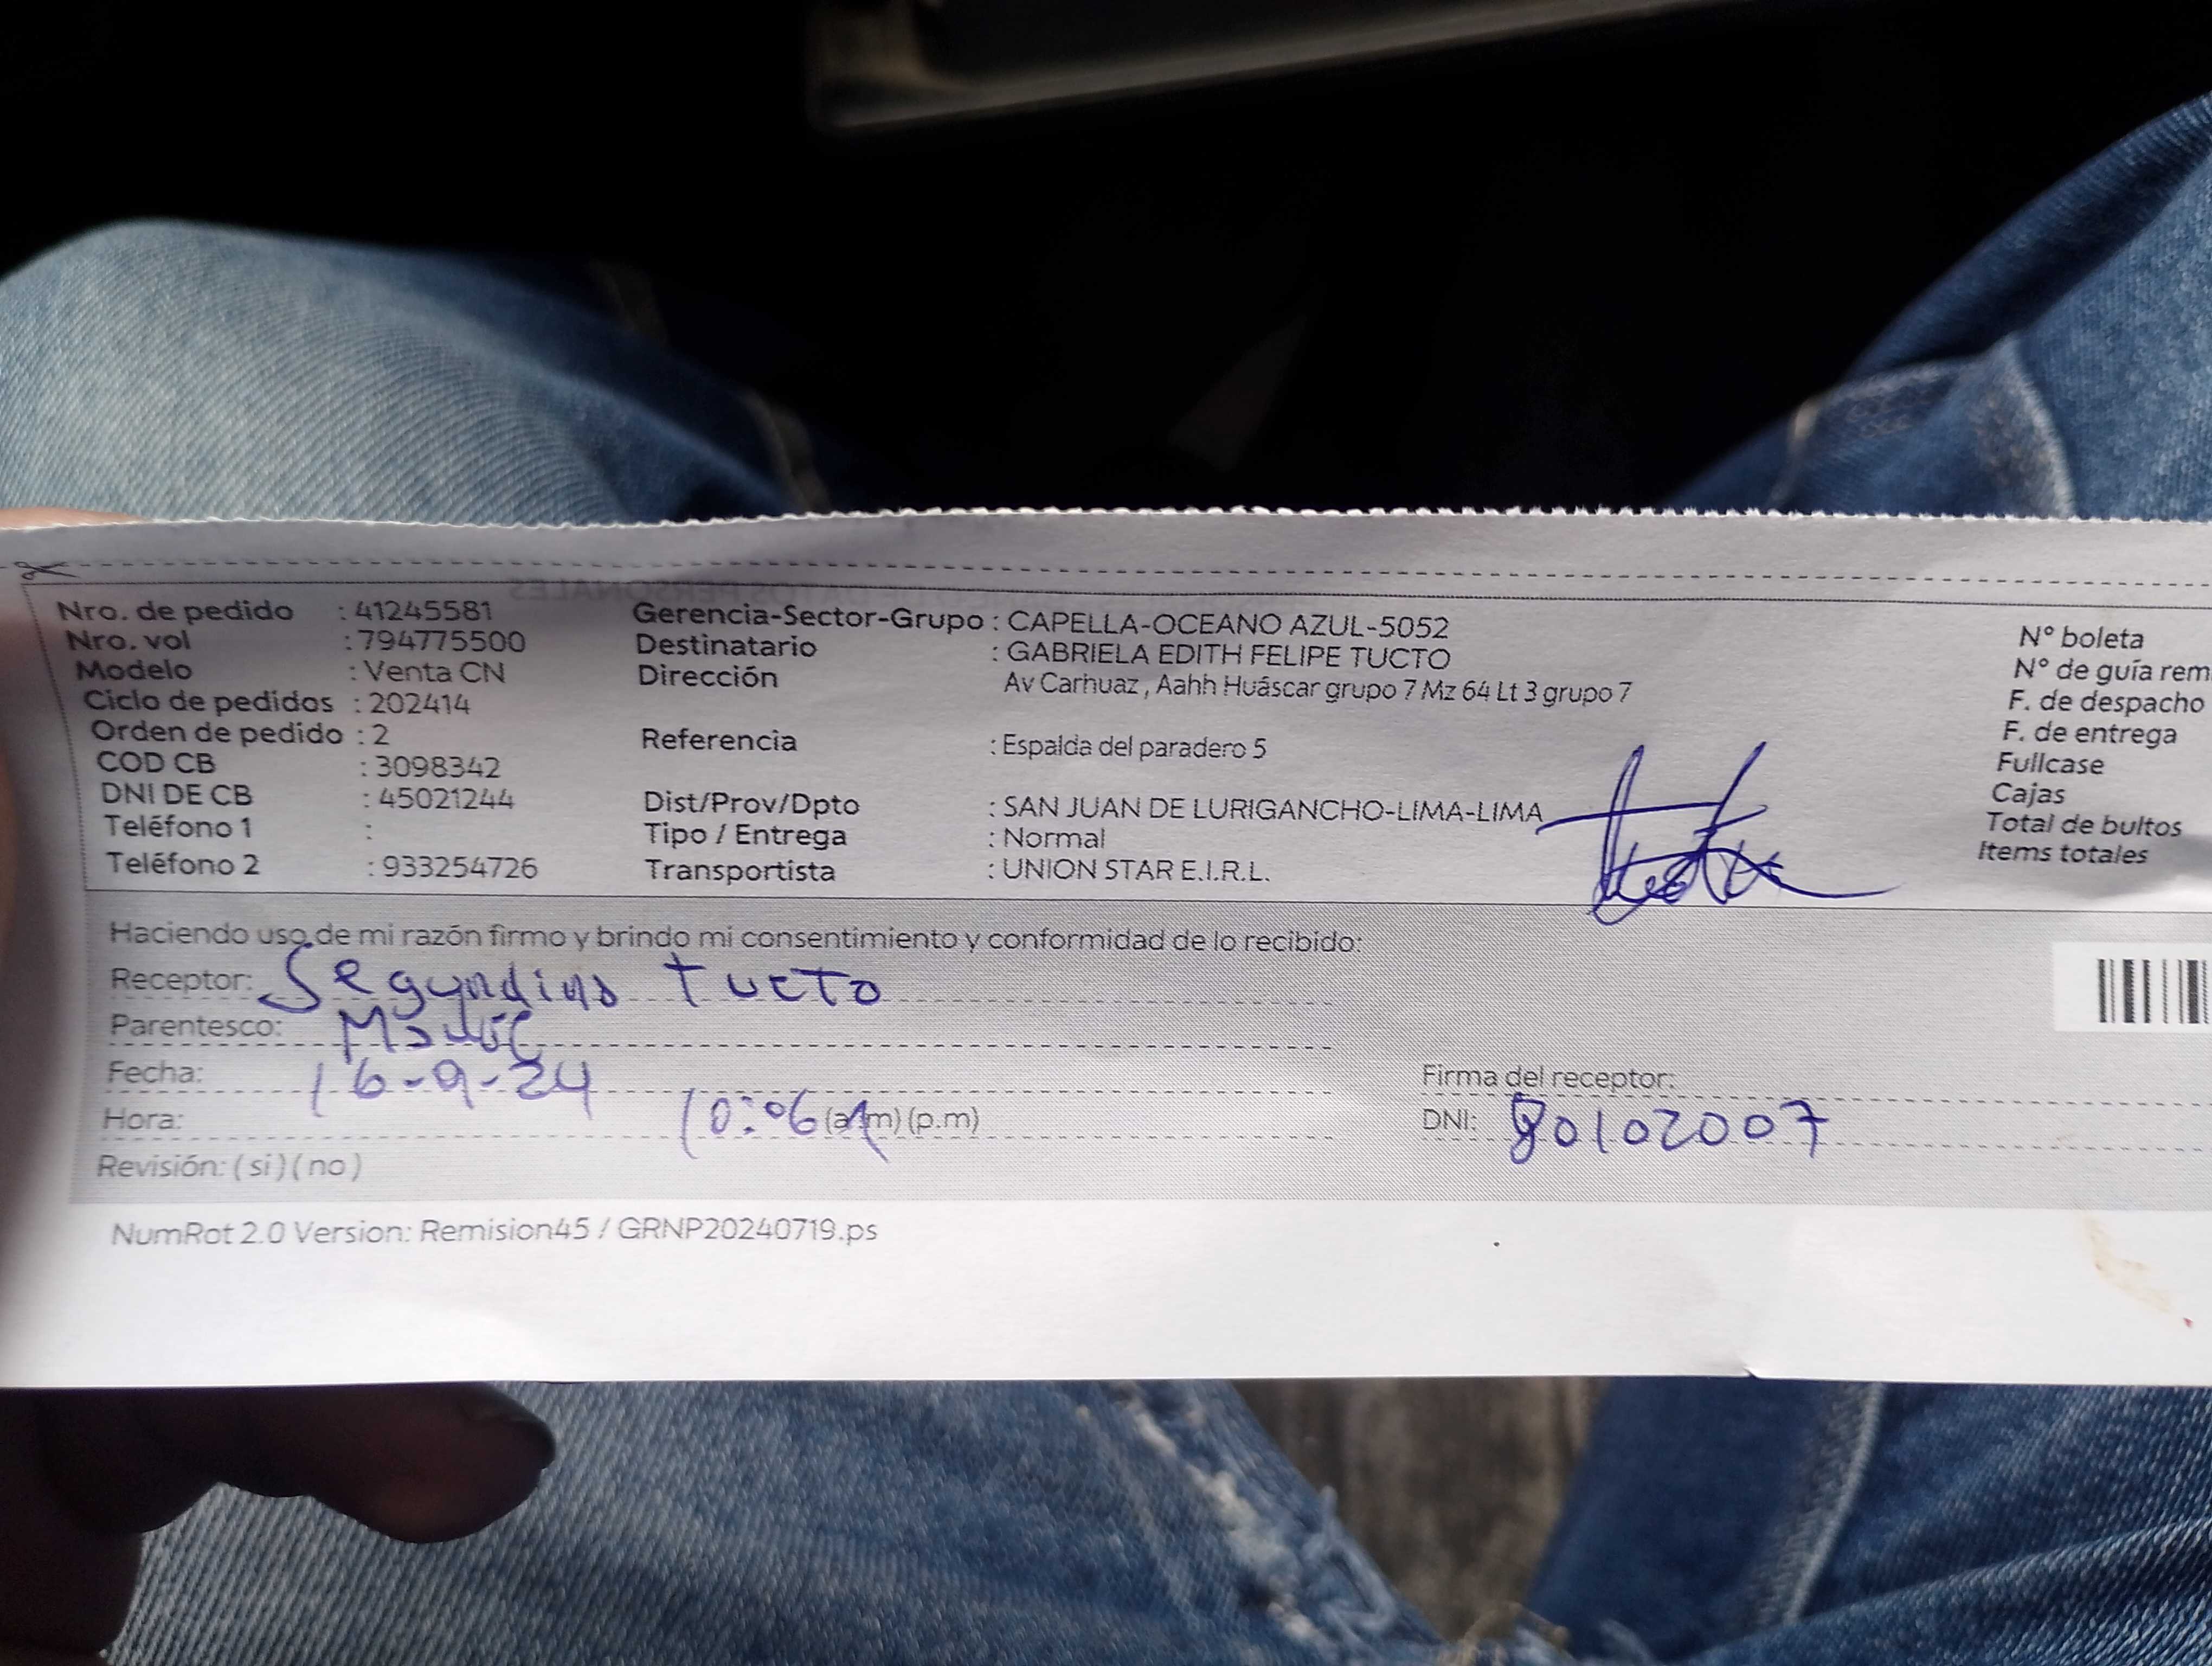 Nro. de pedido : 41245581
Nro. vol : 794775500
Modelo : Venta CN
Ciclo de pedidos : 202414
Orden de pedido : 2
COD CB : 3098342
DNI DE CB : 45021244
Teléfono 1 :
Teléfono 2 : 933254726
Gerencia-Sector-Grupo : CAPELLA-OCEANO AZUL-5052
Destinatario : GABRIELA EDITH FELIPE TUCTO
Dirección Av Carhuaz , Aahh Huáscar grupo 7 Mz 64 Lt 3 grupo 7
Referencia : Espalda del paradero 5
Dist/Prov/Dpto : SAN JUAN DE LURIGANCHO-LIMA-LIMA
Tipo / Entrega : Normal
Transportista : UNION STAR E.I.R.L.
N° boleta
N° de guía rem
F. de despacho
F. de entrega
Fullcase
Cajas
Total de bultos
Items totales
Haciendo uso de mi razón firmo y brindo mi consentimiento y conformidad de lo recibido:
Receptor: Segundino tucto
Parentesco:
Fecha: 16-9-24
Hora: 10:06 (a.m) (p.m)
Revisión: ( si ) ( no )
Firma del receptor:
DNI: 80102007
NumRot 2.0 Version: Remision45 / GRNP20240719.ps